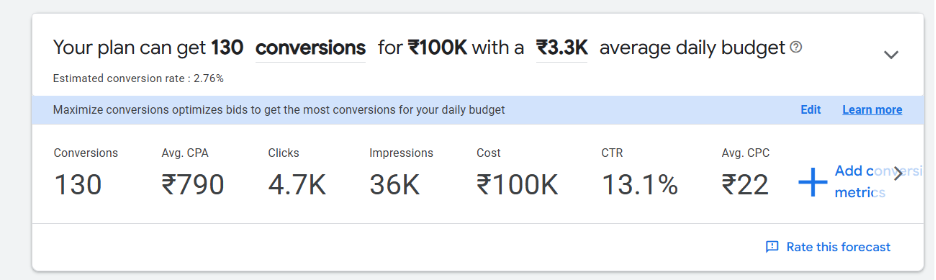 Your plan can get 130 conversions for ₹100K with a ₹3.3K average daily budget
Estimated conversion rate : 2.76%
Maximize conversions optimizes bids to get the most conversions for your daily budget Edit Learn more
Conversions Avg. CPA Clicks Impressions Cost CTR Avg. CPC
130 ₹790 4.7K 36K ₹100K 13.1% ₹22
Add conversi
metrics
Rate this forecast